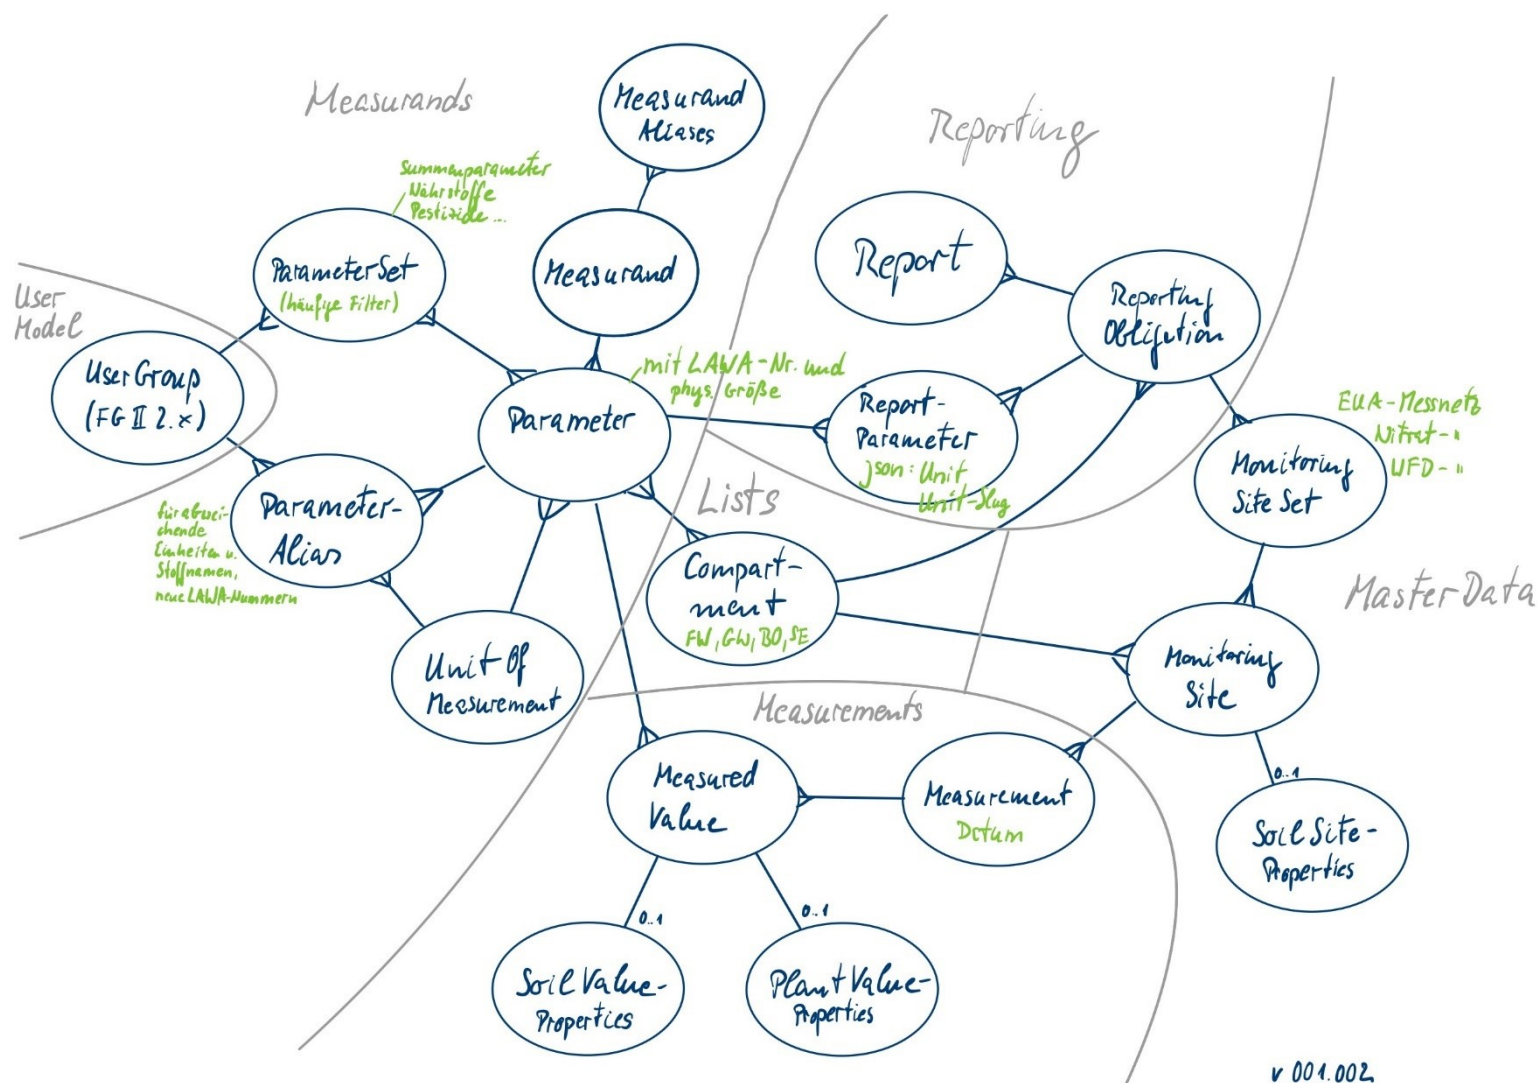 Measurands
Measurand
Aliases
Reporting
Summenparameter
Nährstoffe
Pestizide...
Report
ParameterSet
(häufige Filter)
Measurand
Reporting
Obligation
User
Model
UserGroup
(FG II 2.x)
mit LAWA-Nr. und
phys. Größe
Parameter
Report-
Parameter
json: Unit
Unit-Slug
EUA-Messnetz
Nitrat- "
WFD- "
Monitoring
Site Set
Lists
Parameter-
Alias
für abwei-
chende
Einheiten u.
Stoffnamen,
neue LAWA-Nummern
Compart-
ment
FW, GW, BO, SE
MasterData
Unit Of
Measurement
Monitoring
Site
Measurements
Measured
Value
Measurement
Datum
0..1
Soil Site-
Properties
0..1
0..1
Soil Value-
Properties
Plant Value-
Properties
v 001.002